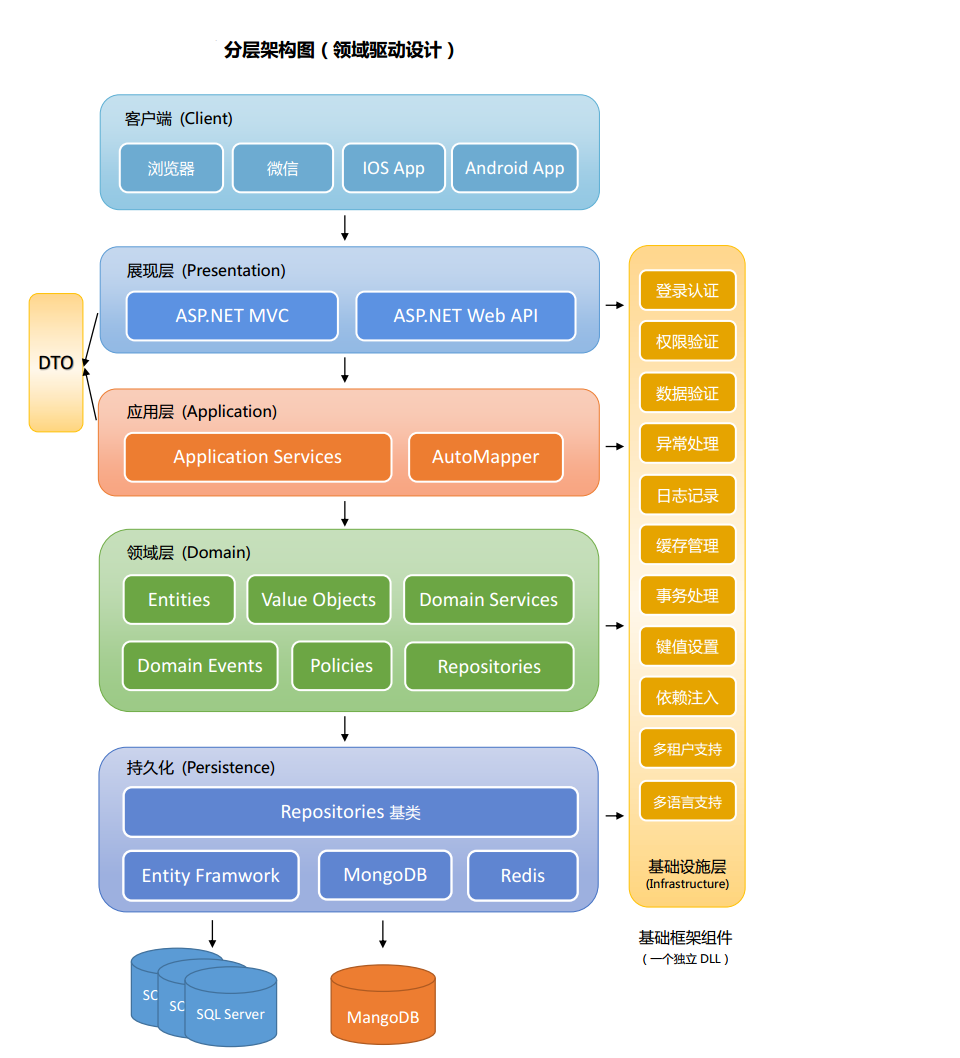 分层架构图（领域驱动设计）
客户端 (Client)
浏览器
微信
IOS App
Android App
展现层 (Presentation)
ASP.NET MVC
ASP.NET Web API
DTO
应用层 (Application)
Application Services
AutoMapper
领域层 (Domain)
Entities
Value Objects
Domain Services
Domain Events
Policies
Repositories
持久化 (Persistence)
Repositories 基类
Entity Framwork
MongoDB
Redis
SC
SC
SQL Server
MangoDB
登录认证
权限验证
数据验证
异常处理
日志记录
缓存管理
事务处理
键值设置
依赖注入
多租户支持
多语言支持
基础设施层
(Infrastructure)
基础框架组件
（一个独立 DLL）